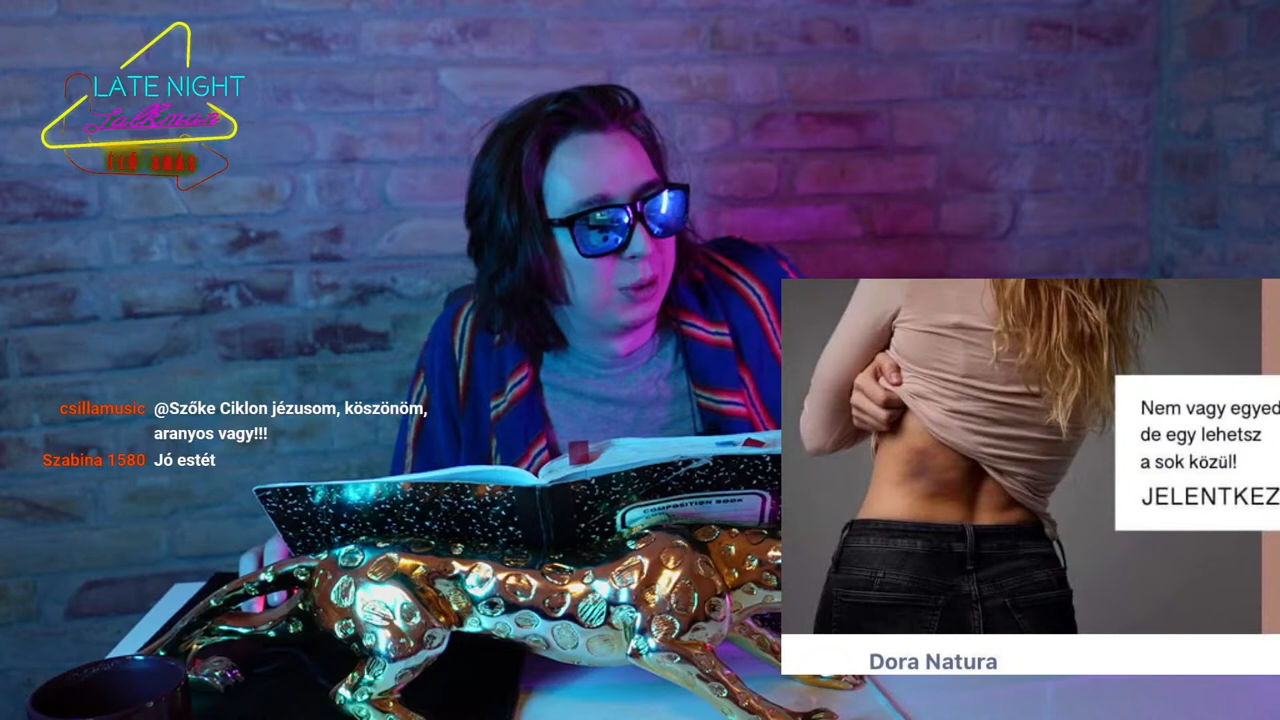 LATE NIGHT
Talkman
csillamusic @Szőke Ciklon jézusom, köszönöm,
aranyos vagy!!!
Szabina 1580 Jó estét
COMPOSITION BOOK
Nem vagy egyed
de egy lehetsz
a sok közül!
JELENTKEZ
Dora Natura